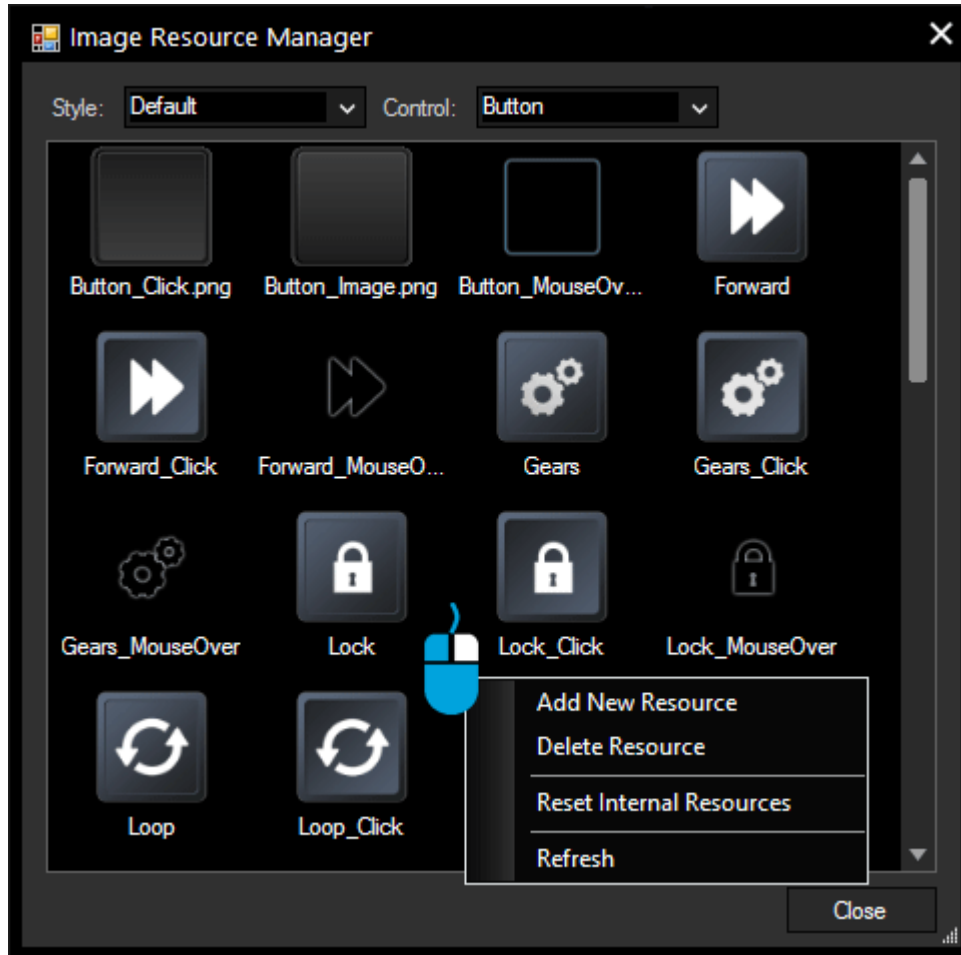 Image Resource Manager
Style: Default Control: Button
Button_Click.png Button_Image.png Button_MouseOv... Forward
Forward_Click Forward_MouseO... Gears Gears_Click
Gears_MouseOver Lock Lock_Click Lock_MouseOver
Add New Resource
Delete Resource
Reset Internal Resources
Loop Loop_Click
Refresh
Close